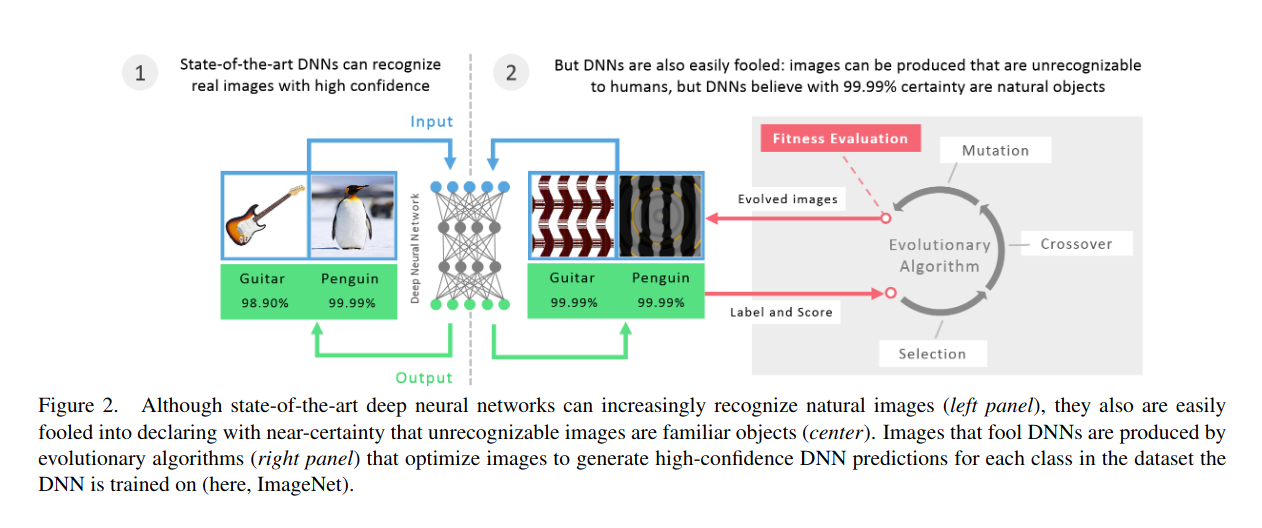 1
State-of-the-art DNNs can recognize
real images with high confidence
2
But DNNs are also easily fooled: images can be produced that are unrecognizable
to humans, but DNNs believe with 99.99% certainty are natural objects
Input
Deep Neural Network
Guitar
98.90%
Penguin
99.99%
Output
Guitar
99.99%
Penguin
99.99%
Evolved images
Label and Score
Fitness Evaluation
Mutation
Evolutionary
Algorithm
Crossover
Selection
Figure 2. Although state-of-the-art deep neural networks can increasingly recognize natural images (left panel), they also are easily
fooled into declaring with near-certainty that unrecognizable images are familiar objects (center). Images that fool DNNs are produced by
evolutionary algorithms (right panel) that optimize images to generate high-confidence DNN predictions for each class in the dataset the
DNN is trained on (here, ImageNet).